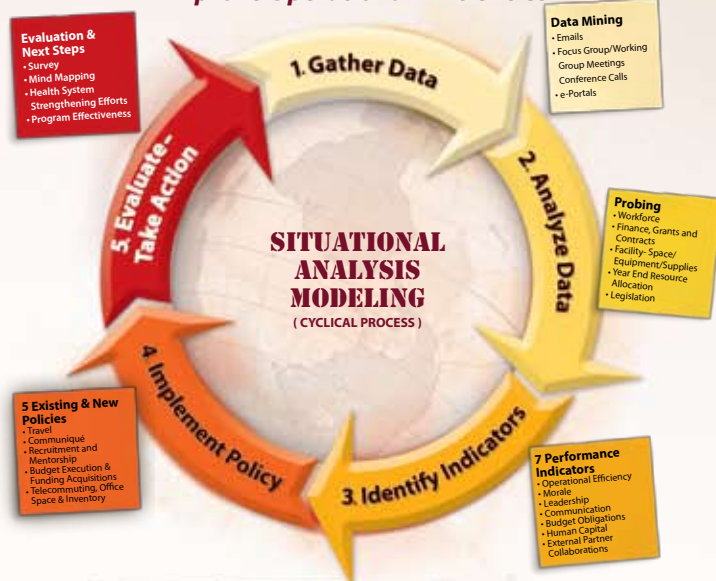 Evaluation &
Next Steps
• Survey
• Mind Mapping
• Health System
Strengthening Efforts
• Program Effectiveness
Data Mining
• Emails
• Focus Group/Working
Group Meetings
Conference Calls
• e-Portals
1. Gather Data
2. Analyze Data
Probing
• Workforce
• Finance, Grants and
Contracts
• Facility- Space/
Equipment/Supplies
• Year End Resource
Allocation
• Legislation
SITUATIONAL
ANALYSIS
MODELING
( CYCLICAL PROCESS )
5. Evaluate-
Take Action
4. Implement Policy
3. Identify Indicators
5 Existing & New
Policies
• Travel
• Communiqué
• Recruitment and
Mentorship
• Budget Execution &
Funding Acquisitions
• Telecommuting, Office
Space & Inventory
7 Performance
Indicators
• Operational Efficiency
• Morale
• Leadership
• Communication
• Budget Obligations
• Human Capital
• External Partner
Collaborations